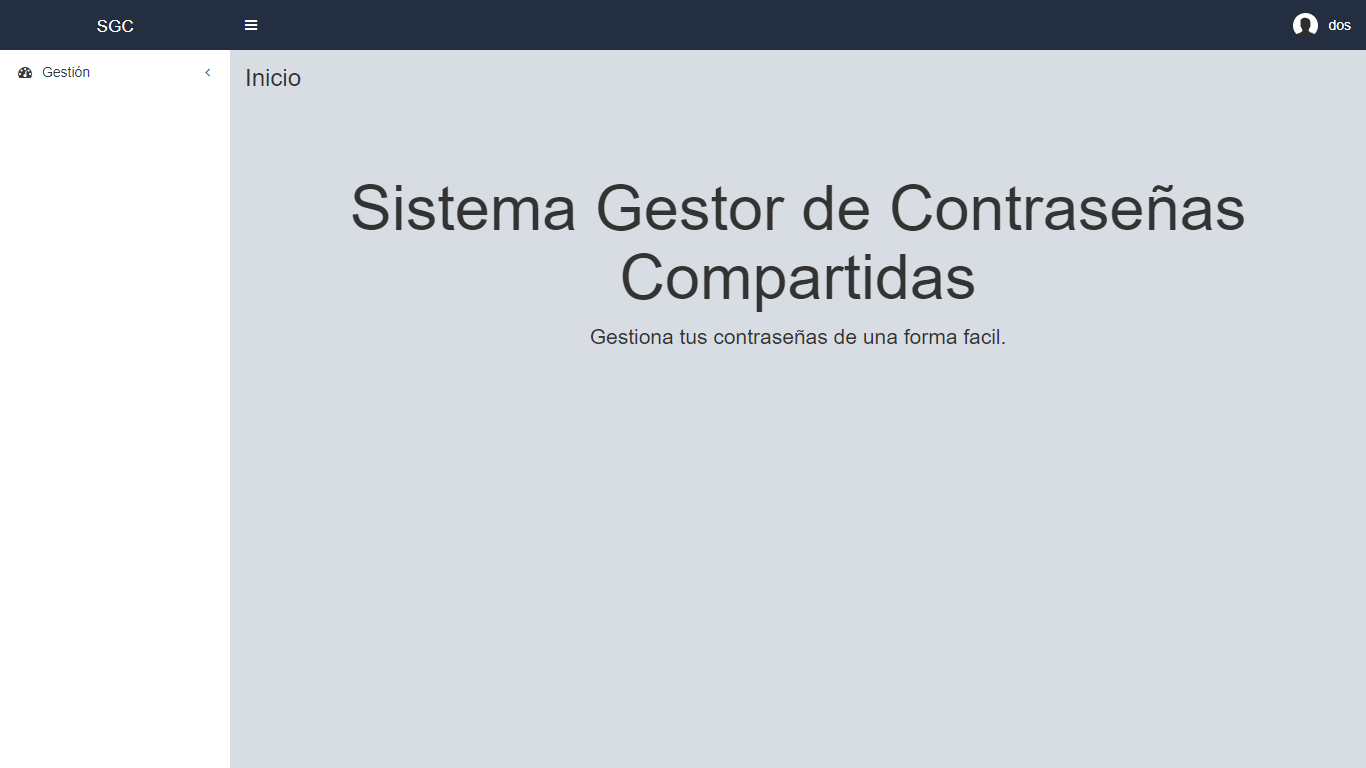 SGC
dos
Gestión
Inicio
Sistema Gestor de Contraseñas
Compartidas
Gestiona tus contraseñas de una forma facil.